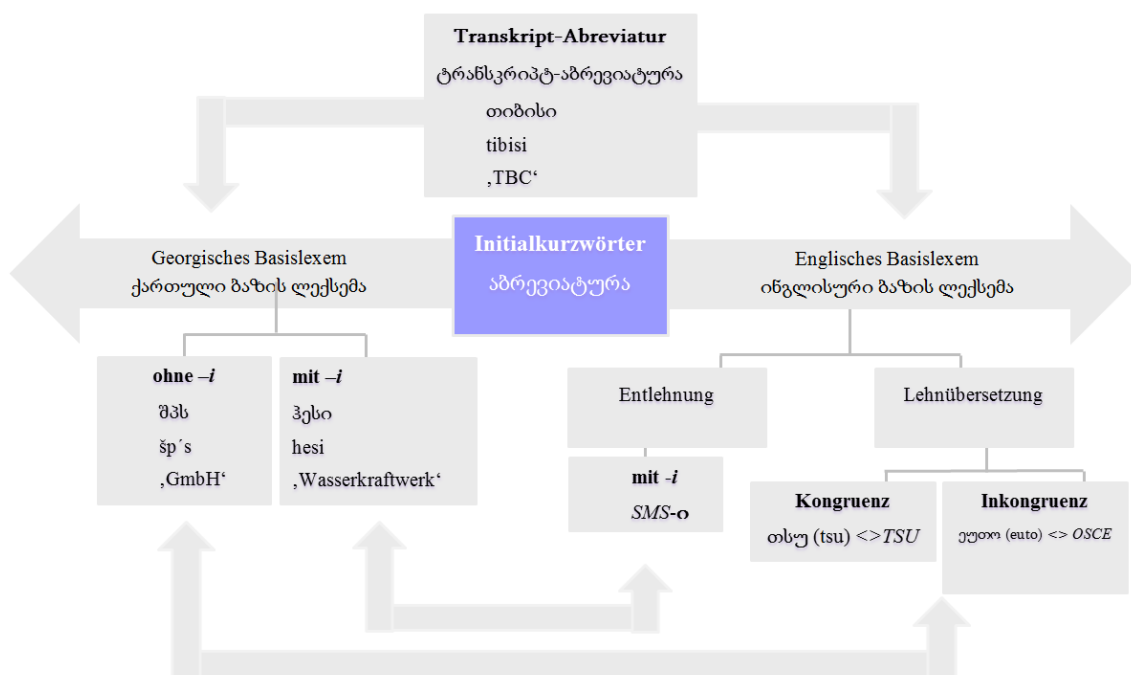 Transkript-Abreviatur
ტრანსკრიპტ-აბრევიატურა
თიბისი
tibisi
‚TBC‘
Georgisches Basislexem
ქართული ბაზის ლექსემა
Initialkurzwörter
აბრევიატურა
Englisches Basislexem
ინგლისური ბაზის ლექსემა
ohne –i
შპს
šp´s
‚GmbH‘
mit –i
ჰესი
hesi
‚Wasserkraftwerk‘
Entlehnung
mit -i
SMS-ი
Lehnübersetzung
Kongruenz
თსუ (tsu) <>TSU
Inkongruenz
ეუთო (euto) <> OSCE